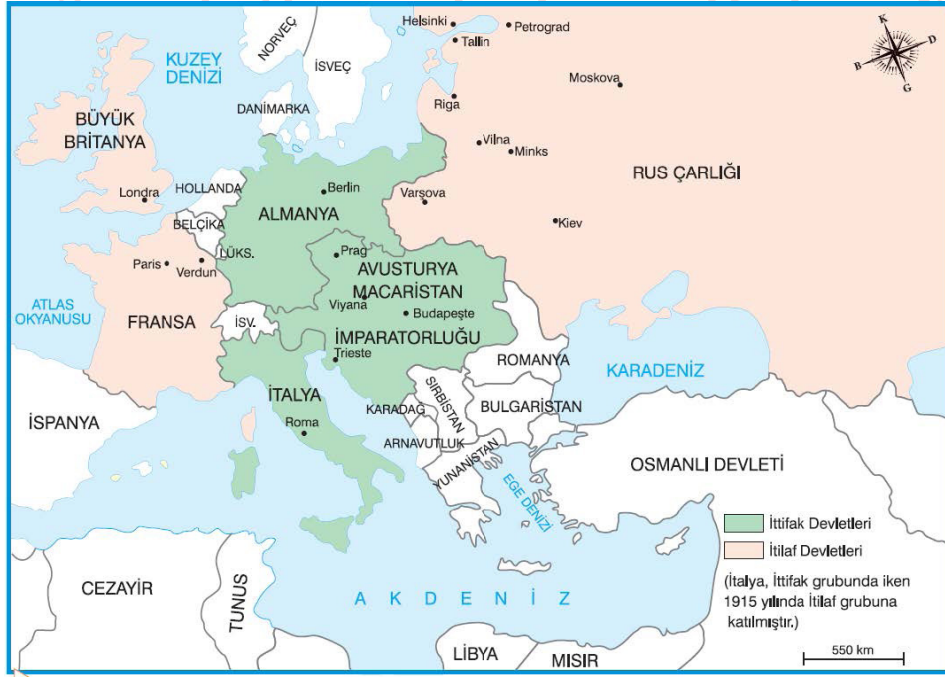 Helsinki
Petrograd
NORVEÇ
Tallin
K
D
B
G
KUZEY
DENİZİ
İSVEÇ
Moskova
DANİMARKA
Riga
BÜYÜK
BRİTANYA
Vilna
Minks
RUS ÇARLIĞI
Londra
HOLLANDA
Berlin
Varşova
ALMANYA
Kiev
BELÇİKA
LÜKS.
Prag
Paris
Verdun
AVUSTURYA
MACARİSTAN
Viyana
Budapeşte
ATLAS
OKYANUSU
FRANSA
İSV.
İMPARATORLUĞU
Trieste
ROMANYA
KARADENİZ
İTALYA
SIRBİSTAN
KARADAĞ
BULGARİSTAN
İSPANYA
Roma
ARNAVUTLUK
YUNANİSTAN
OSMANLI DEVLETİ
EGE DENİZİ
İttifak Devletleri
İtilaf Devletleri
(İtalya, İttifak grubunda iken
1915 yılında İtilaf grubuna
katılmıştır.)
CEZAYİR
TUNUS
AKDENİZ
LİBYA
MISIR
550 km